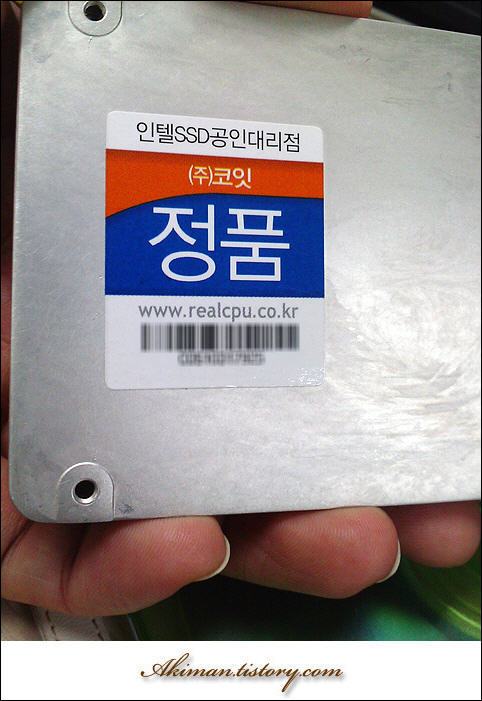 인텔SSD공인대리점
(주)코잇
정품
www.realcpu.co.kr
Akiman.tistory.com